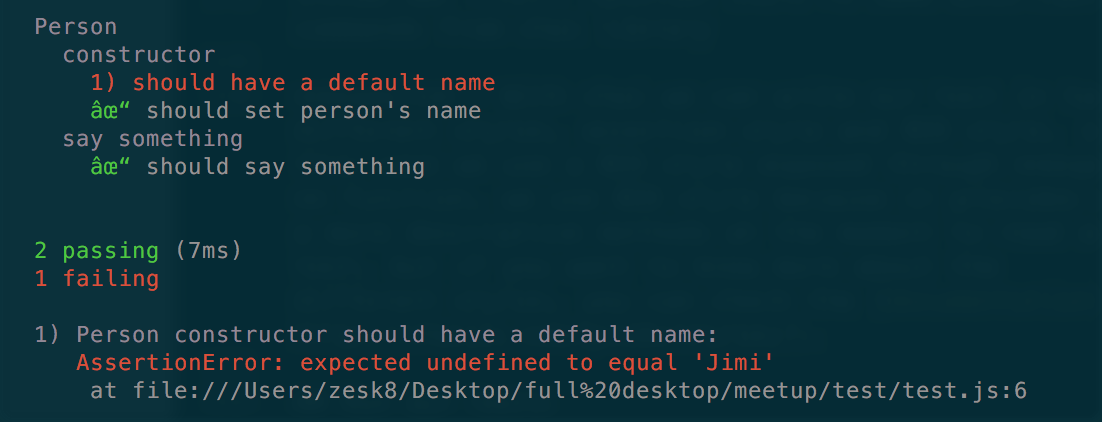 Person
constructor
1) should have a default name
âœ“ should set person's name
say something
âœ“ should say something
2 passing (7ms)
1 failing
1) Person constructor should have a default name:
AssertionError: expected undefined to equal 'Jimi'
at file:///Users/zesk8/Desktop/full%20desktop/meetup/test/test.js:6